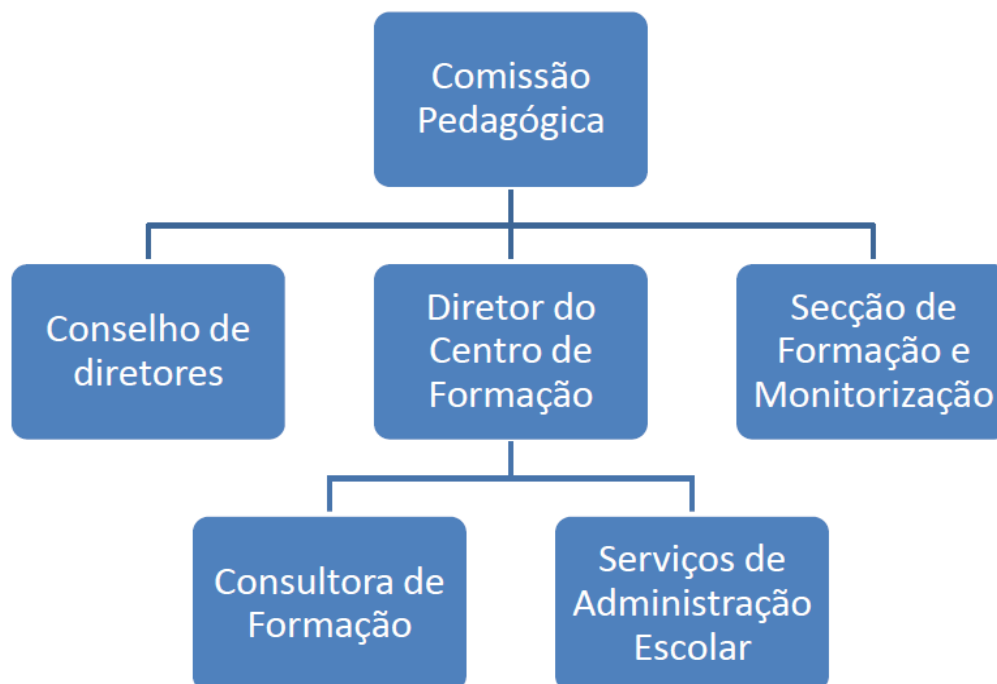 Comissão
Pedagógica
Conselho de
diretores
Diretor do
Centro de
Formação
Secção de
Formação e
Monitorização
Consultora de
Formação
Serviços de
Administração
Escolar